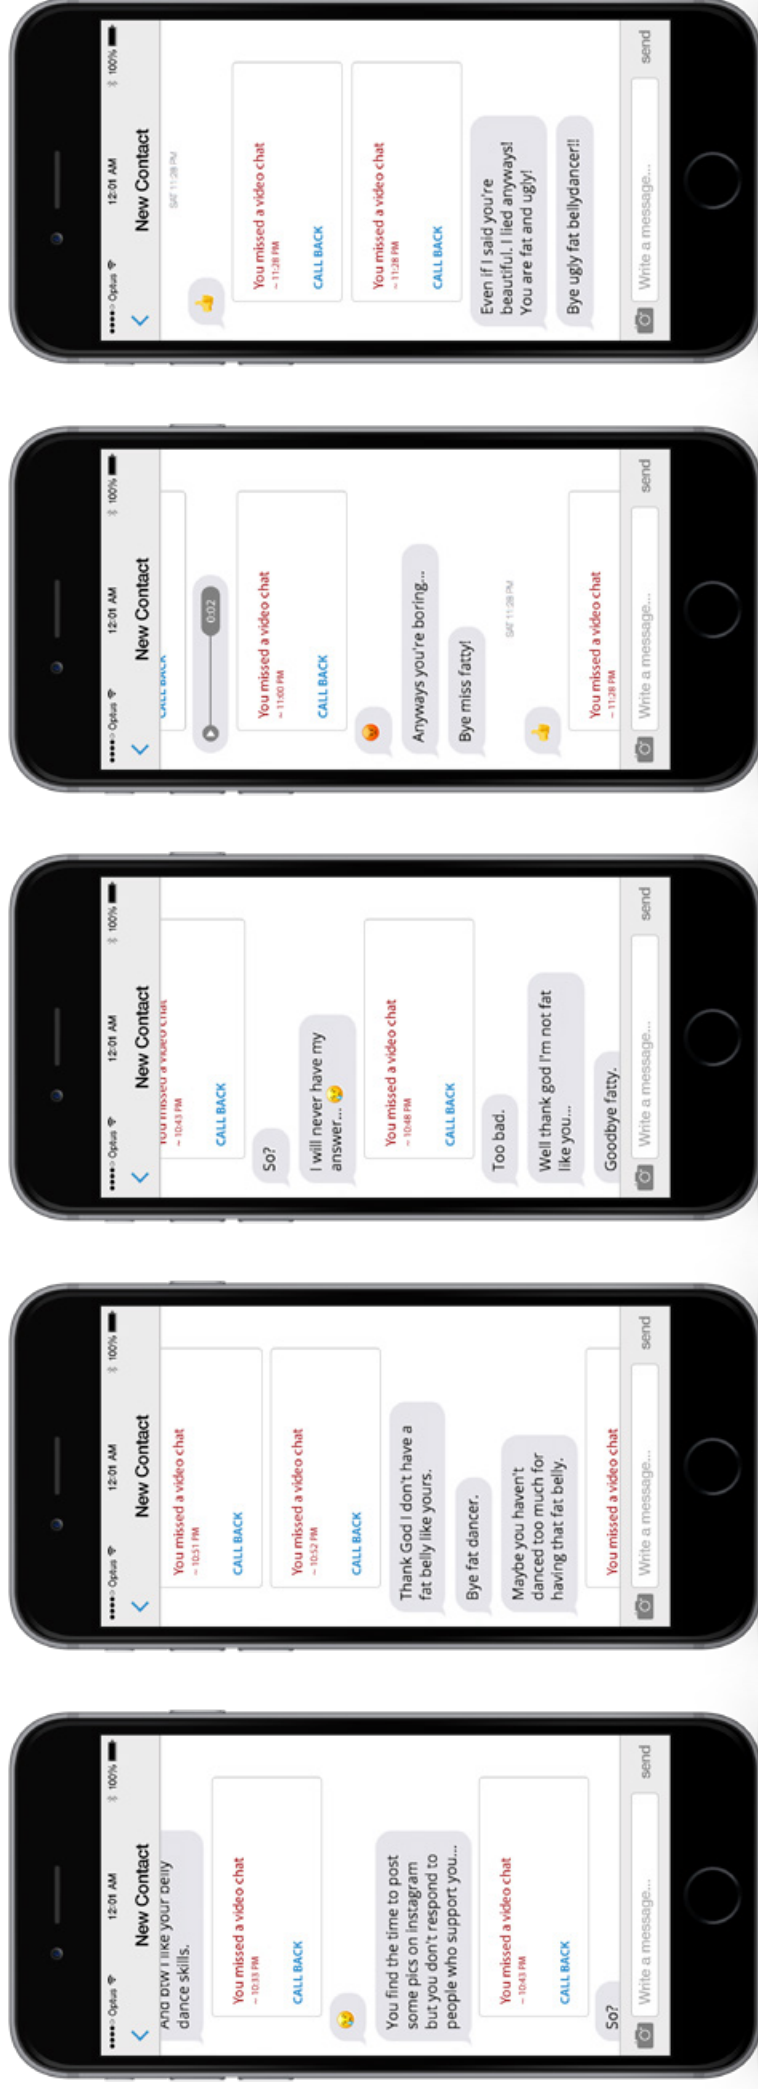 Optus 12:01 AM 100%
New Contact
And btw I like your belly
dance skills.
You missed a video chat
~ 10:33 PM
CALL BACK
You find the time to post
some pics on instagram
but you don't respond to
people who support you...
You missed a video chat
~ 10:43 PM
CALL BACK
So?
Write a message... send
Optus 12:01 AM 100%
New Contact
You missed a video chat
~ 10:51 PM
CALL BACK
You missed a video chat
~ 10:52 PM
CALL BACK
Thank God I don't have a
fat belly like yours.
Bye fat dancer.
Maybe you haven't
danced too much for
having that fat belly.
You missed a video chat
Write a message... send
Optus 12:01 AM 100%
New Contact
You missed a video chat
~ 10:43 PM
CALL BACK
So?
I will never have my
answer...
You missed a video chat
~ 10:48 PM
CALL BACK
Too bad.
Well thank god I'm not fat
like you...
Goodbye fatty.
Write a message... send
Optus 12:01 AM 100%
New Contact
CALL BACK
0:02
You missed a video chat
~ 11:00 PM
CALL BACK
Anyways you're boring...
Bye miss fatty!
SAT 11:28 PM
You missed a video chat
~ 11:28 PM
Write a message... send
Optus 12:01 AM 100%
New Contact
SAT 11:28 PM
You missed a video chat
~ 11:28 PM
CALL BACK
You missed a video chat
~ 11:28 PM
CALL BACK
Even if I said you're
beautiful. I lied anyways!
You are fat and ugly!
Bye ugly fat bellydancer!!
Write a message... send